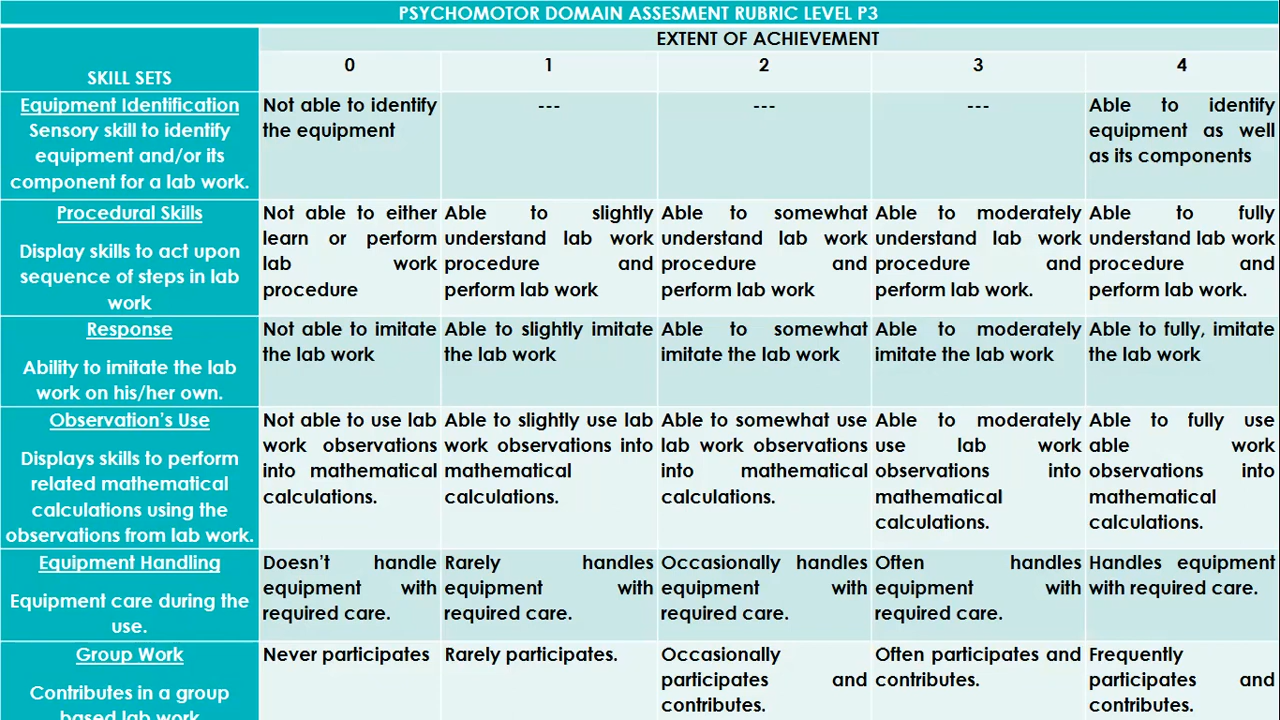 PSYCHOMOTOR DOMAIN ASSESMENT RUBRIC LEVEL P3
EXTENT OF ACHIEVEMENT
SKILL SETS
0
1
2
3
4
Equipment Identification
Sensory skill to identify
equipment and/or its
component for a lab work.
Not able to identify
the equipment
---
---
---
Able to identify
equipment as well
as its components
Procedural Skills
Display skills to act upon
sequence of steps in lab
work
Not able to either
learn or perform
lab work
procedure
Able to slightly
understand lab work
procedure and
perform lab work
Able to somewhat
understand lab work
procedure and
perform lab work
Able to moderately
understand lab work
procedure and
perform lab work.
Able to fully
understand lab work
procedure and
perform lab work.
Response
Ability to imitate the lab
work on his/her own.
Not able to imitate
the lab work
Able to slightly imitate
the lab work
Able to somewhat
imitate the lab work
Able to moderately
imitate the lab work
Able to fully, imitate
the lab work
Observation's Use
Displays skills to perform
related mathematical
calculations using the
observations from lab work.
Not able to use lab
work observations
into mathematical
calculations.
Able to slightly use lab
work observations into
mathematical
calculations.
Able to somewhat use
lab work observations
into mathematical
calculations.
Able to moderately
use lab work
observations into
mathematical
calculations.
Able to fully use
able work
observations into
mathematical
calculations.
Equipment Handling
Equipment care during the
use.
Doesn't handle
equipment with
required care.
Rarely handles
equipment with
required care.
Occasionally handles
equipment with
required care.
Often handles
equipment with
required care.
Handles equipment
with required care.
Group Work
Contributes in a group
based lab work
Never participates
Rarely participates.
Occasionally
participates and
contributes.
Often participates and
contributes.
Frequently
participates and
contributes.